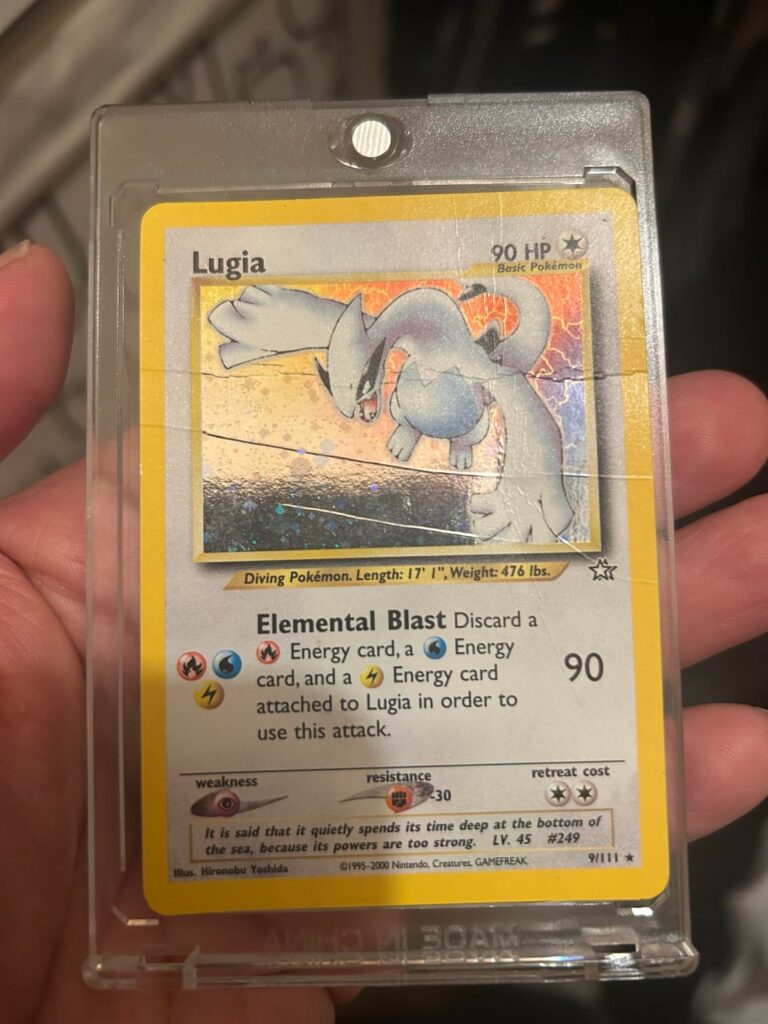 Lugia
90 HP
Basic Pokémon
Diving Pokémon. Length: 17' 1", Weight: 476 lbs.
Elemental Blast Discard a
Energy card, a Energy
card, and a Energy card
attached to Lugia in order to
use this attack.
90
weakness
resistance
-30
retreat cost
It is said that it quietly spends its time deep at the bottom of
the sea, because its powers are too strong. LV. 45 #249
Illus. Hironobu Yoshida
©1995-2000 Nintendo, Creatures, GAMEFREAK.
9/111
MADE IN CHINA